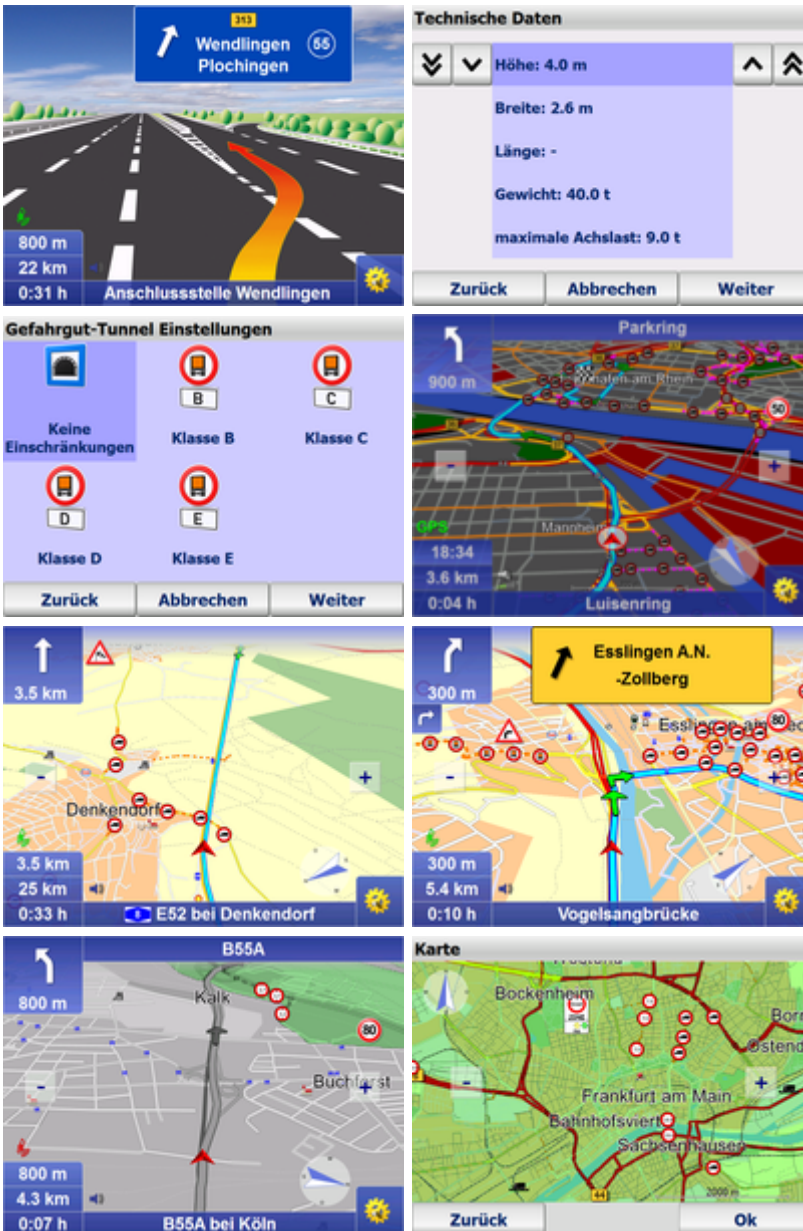 313
Wendlingen 55
Plochingen
800 m
22 km
0:31 h
Anschlussstelle Wendlingen
Technische Daten
Höhe: 4.0 m
Breite: 2.6 m
Länge: -
Gewicht: 40.0 t
maximale Achslast: 9.0 t
Zurück Abbrechen Weiter
Gefahrgut-Tunnel Einstellungen
B
C
Keine
Einschränkungen
Klasse B
Klasse C
D
E
Klasse D
Klasse E
Zurück Abbrechen Weiter
Parkring
900 m
50
-
+
GPS
Mannheim
18:34
3.6 km
0:04 h
Luisenring
3.5 km
-
+
Denkendorf
3.5 km
25 km
0:33 h
E52 bei Denkendorf
Esslingen A.N.
-Zollberg
300 m
80
-
+
300 m
5.4 km
0:10 h
Vogelsangbrücke
B55A
800 m
Kalk
80
-
+
Buchforst
800 m
4.3 km
0:07 h
B55A bei Köln
Karte
Bockenheim
ZONE
-
+
Frankfurt am Main
Bahnhofsviert
Sachsenhausen
44
2000 m
Zurück Ok